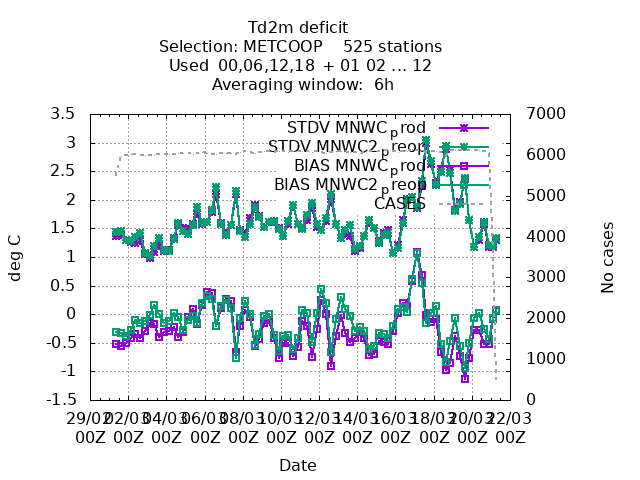 Td2m deficit
Selection: METCOOP    525 stations
Used  00,06,12,18 + 01 02 ... 12
Averaging window:  6h
STDV MNWC_prod
STDV MNWC2_preop
BIAS MNWC_prod
BIAS MNWC2_preop
CASES
3.5
3
2.5
2
1.5
1
0.5
0
-0.5
-1
-1.5
deg C
7000
6000
5000
4000
3000
2000
1000
0
No cases
29/02 02/03 04/03 06/03 08/03 10/03 12/03 14/03 16/03 18/03 20/03 22/03
00Z 00Z 00Z 00Z 00Z 00Z 00Z 00Z 00Z 00Z 00Z 00Z
Date